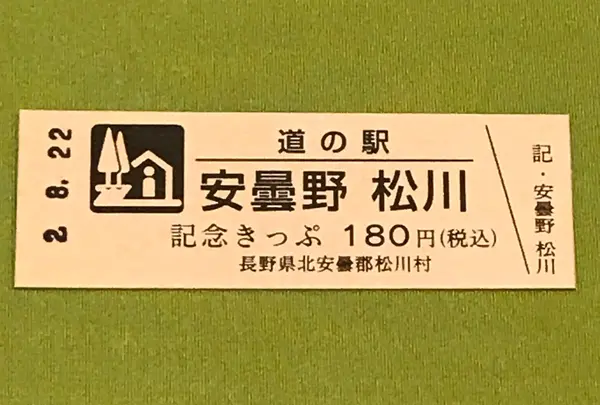 2. 8. 22
道の駅
安曇野 松川
記念きっぷ 180円(税込)
長野県北安曇郡松川村
記・安曇野 松川